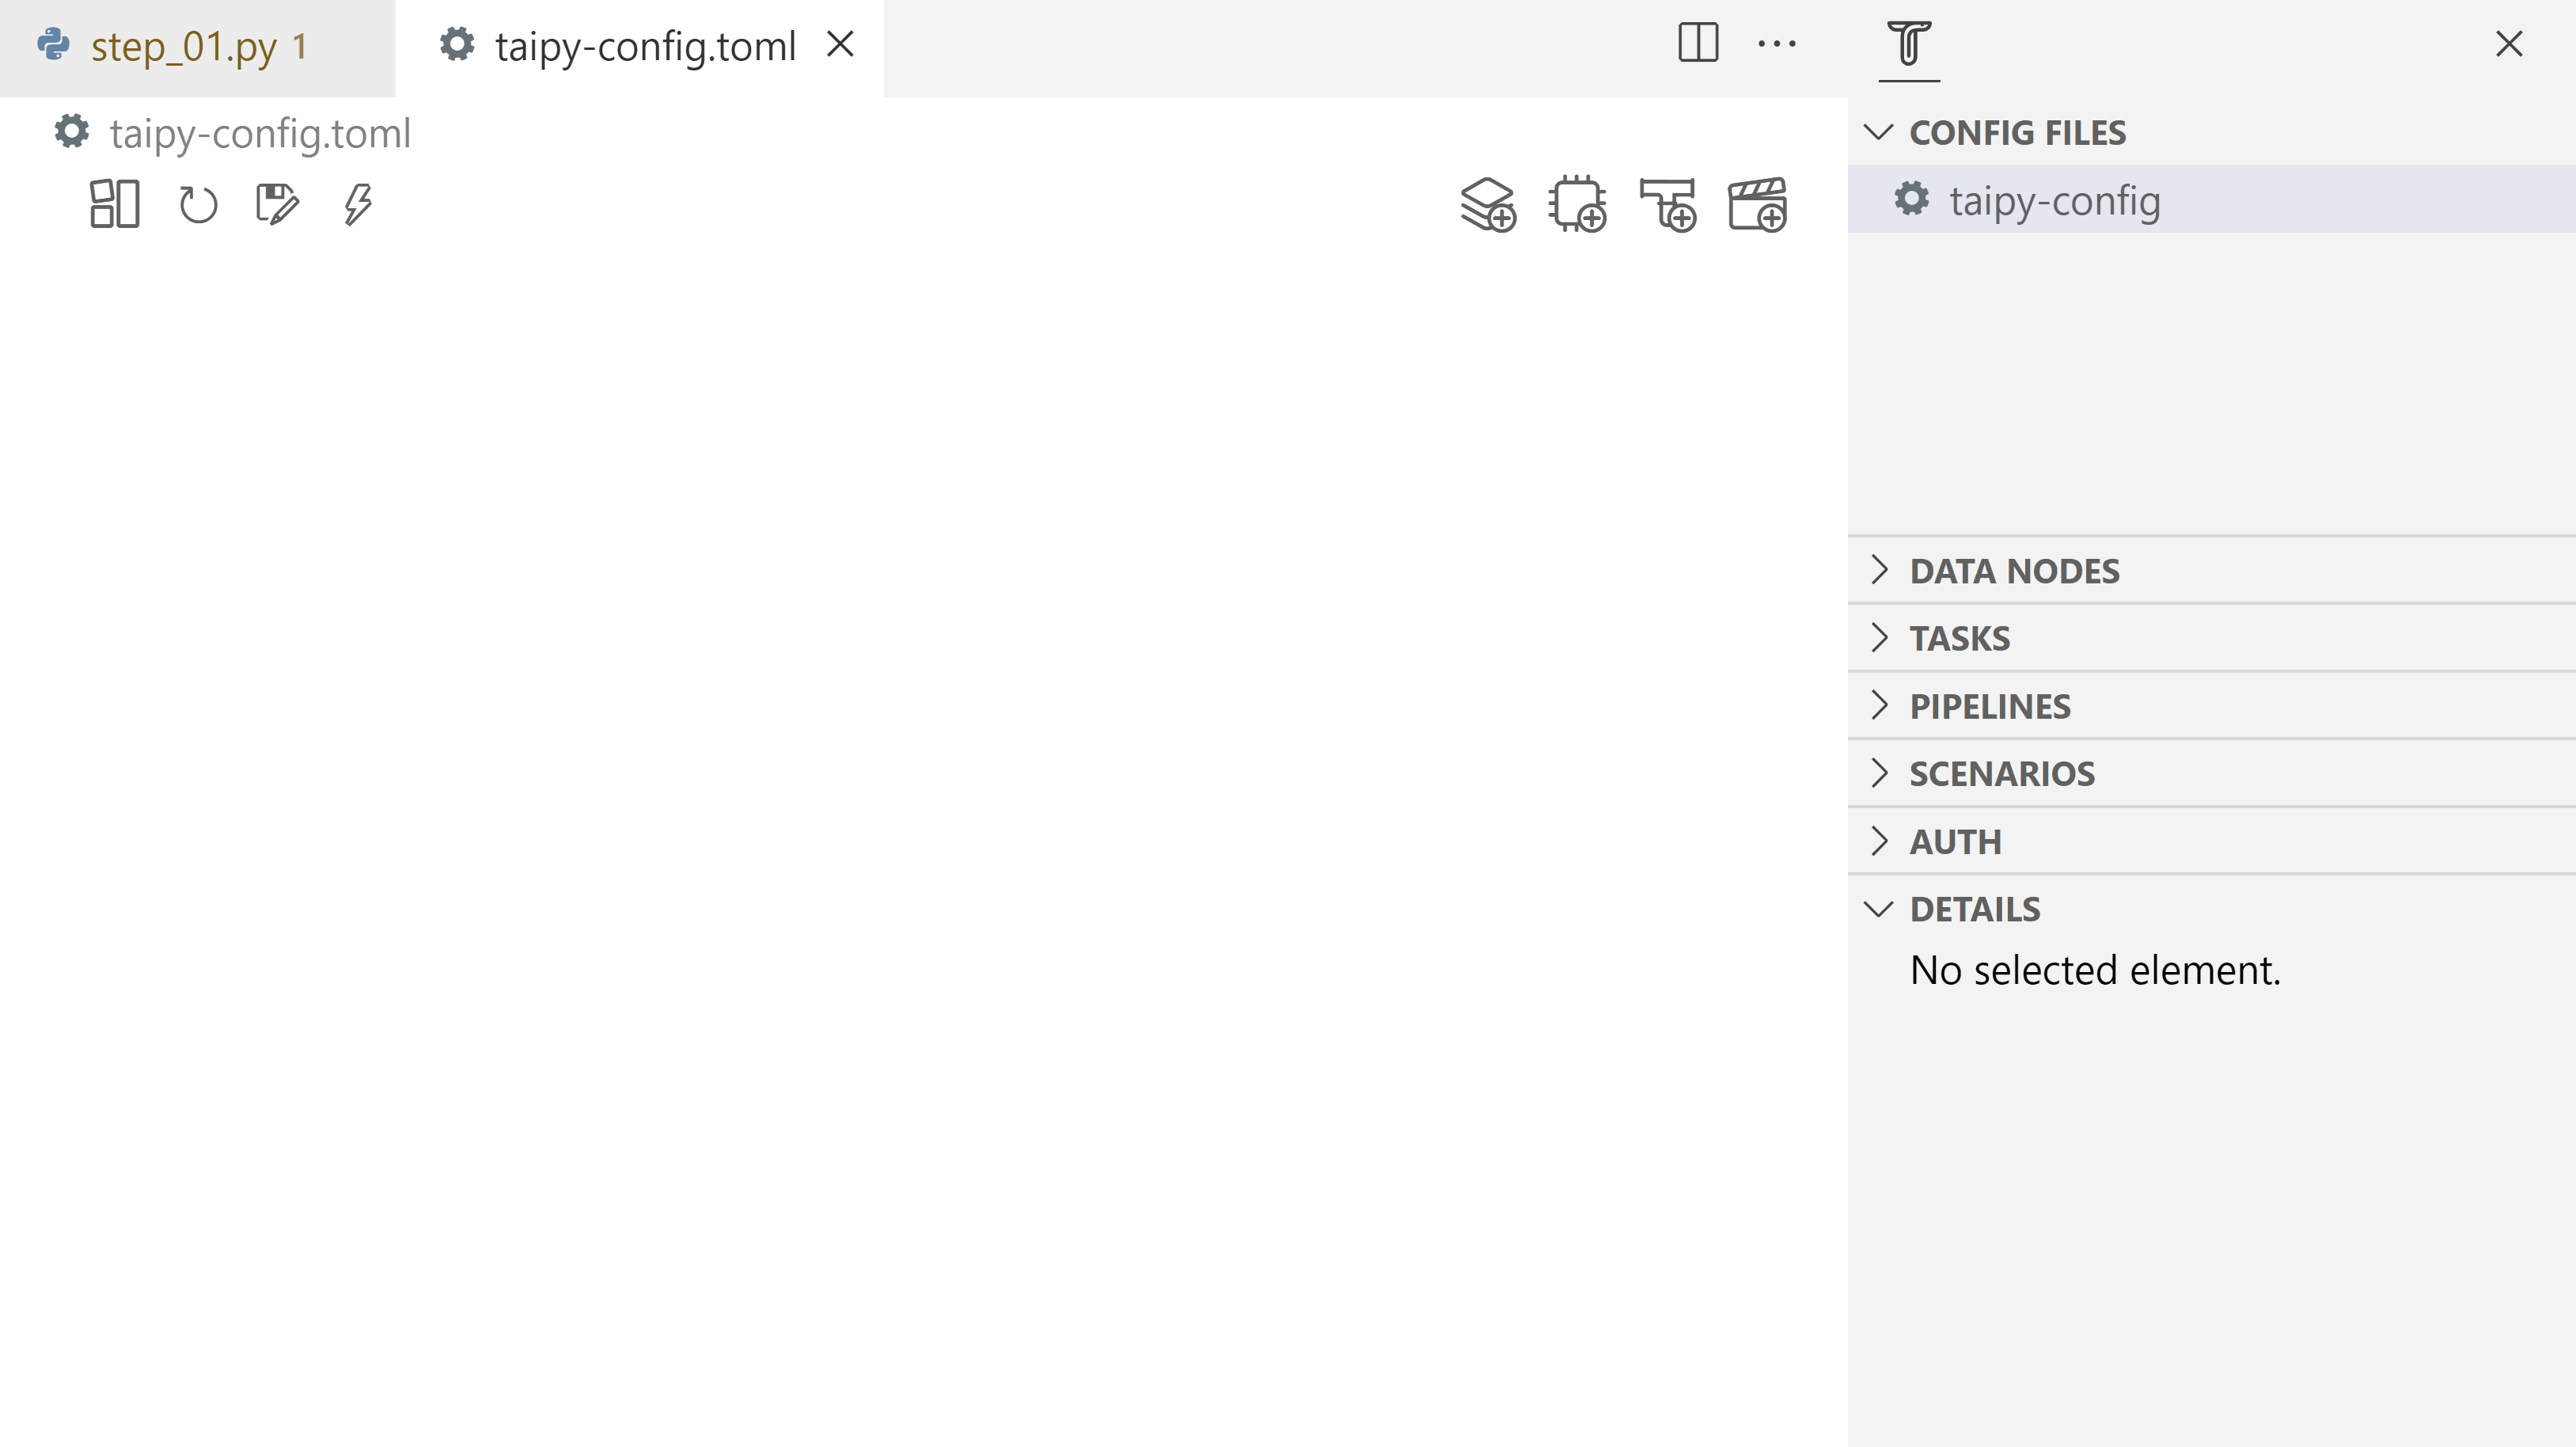 step_01.py 1
taipy-config.toml
taipy-config.toml
CONFIG FILES
taipy-config
DATA NODES
TASKS
PIPELINES
SCENARIOS
AUTH
DETAILS
No selected element.